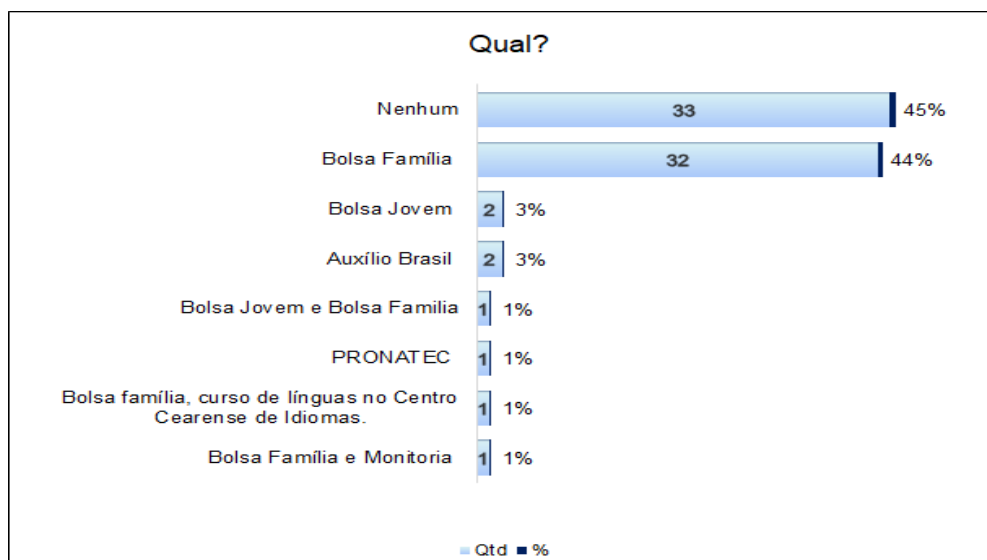 Qual?
Nenhum 33 45%
Bolsa Família 32 44%
Bolsa Jovem 2 3%
Auxílio Brasil 2 3%
Bolsa Jovem e Bolsa Familia 1 1%
PRONATEC 1 1%
Bolsa família, curso de línguas no Centro
Cearense de Idiomas. 1 1%
Bolsa Família e Monitoria 1 1%
Qtd %